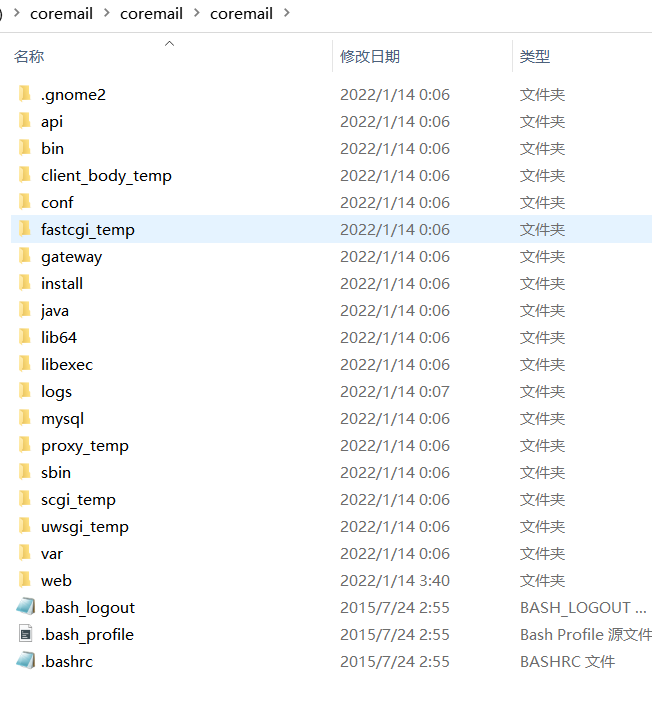 ) > coremail > coremail > coremail >
名称 修改日期 类型
.gnome2 2022/1/14 0:06 文件夹
api 2022/1/14 0:06 文件夹
bin 2022/1/14 0:06 文件夹
client_body_temp 2022/1/14 0:06 文件夹
conf 2022/1/14 0:06 文件夹
fastcgi_temp 2022/1/14 0:06 文件夹
gateway 2022/1/14 0:06 文件夹
install 2022/1/14 0:06 文件夹
java 2022/1/14 0:06 文件夹
lib64 2022/1/14 0:06 文件夹
libexec 2022/1/14 0:06 文件夹
logs 2022/1/14 0:07 文件夹
mysql 2022/1/14 0:06 文件夹
proxy_temp 2022/1/14 0:06 文件夹
sbin 2022/1/14 0:06 文件夹
scgi_temp 2022/1/14 0:06 文件夹
uwsgi_temp 2022/1/14 0:06 文件夹
var 2022/1/14 0:06 文件夹
web 2022/1/14 3:40 文件夹
.bash_logout 2015/7/24 2:55 BASH_LOGOUT ...
.bash_profile 2015/7/24 2:55 Bash Profile 源文件
.bashrc 2015/7/24 2:55 BASHRC 文件